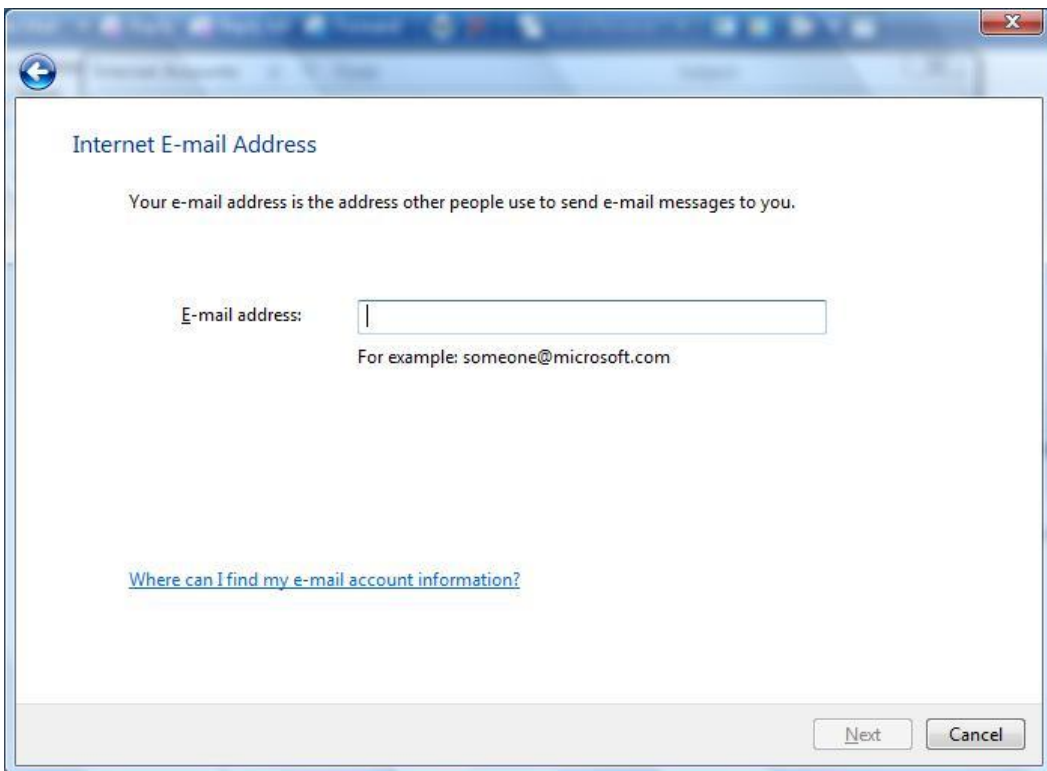 Internet E-mail Address
Your e-mail address is the address other people use to send e-mail messages to you.
E-mail address:
For example: someone@microsoft.com
Where can I find my e-mail account information?
Next
Cancel